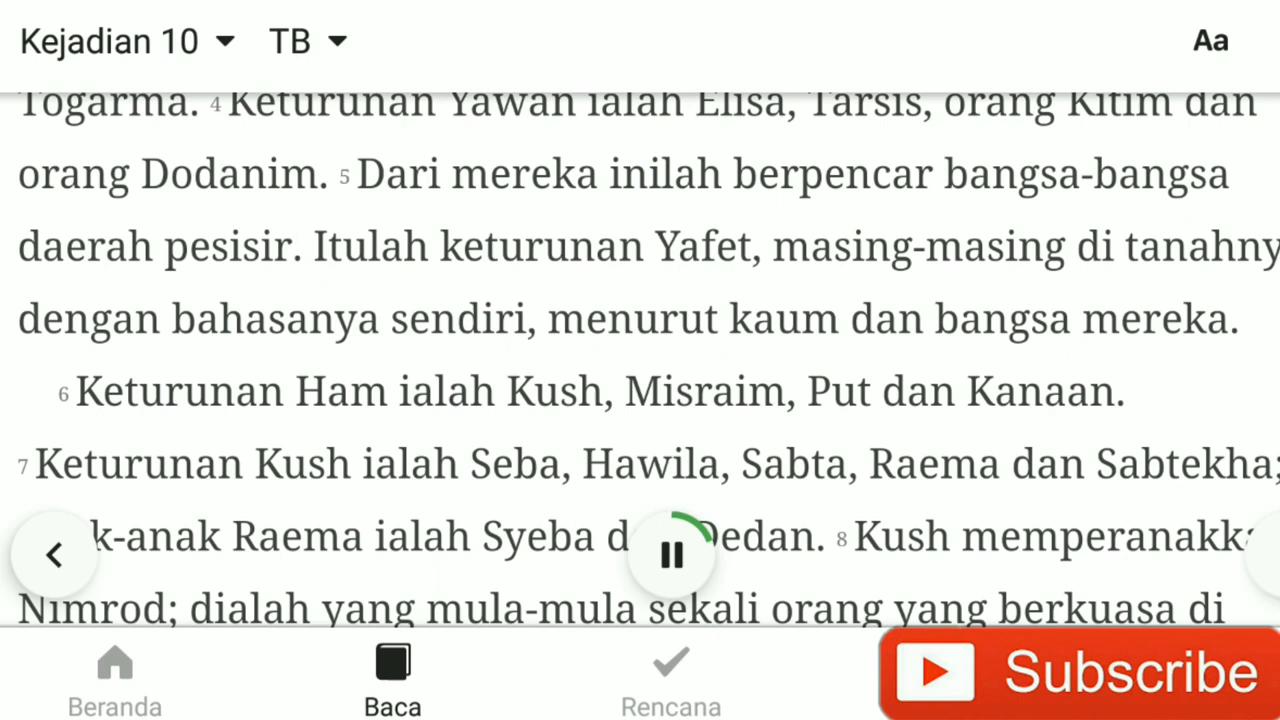 Kejadian 10 TB Aa
Togarma. 4 Keturunan Yawan ialah Elisa, Tarsis, orang Kitim dan
orang Dodanim. 5 Dari mereka inilah berpencar bangsa-bangsa
daerah pesisir. Itulah keturunan Yafet, masing-masing di tanahny
dengan bahasanya sendiri, menurut kaum dan bangsa mereka.
6 Keturunan Ham ialah Kush, Misraim, Put dan Kanaan.
7 Keturunan Kush ialah Seba, Hawila, Sabta, Raema dan Sabtekha;
k-anak Raema ialah Syeba d Dedan. 8 Kush memperanakk
Nimrod; dialah yang mula-mula sekali orang yang berkuasa di
Beranda Baca Rencana Subscribe